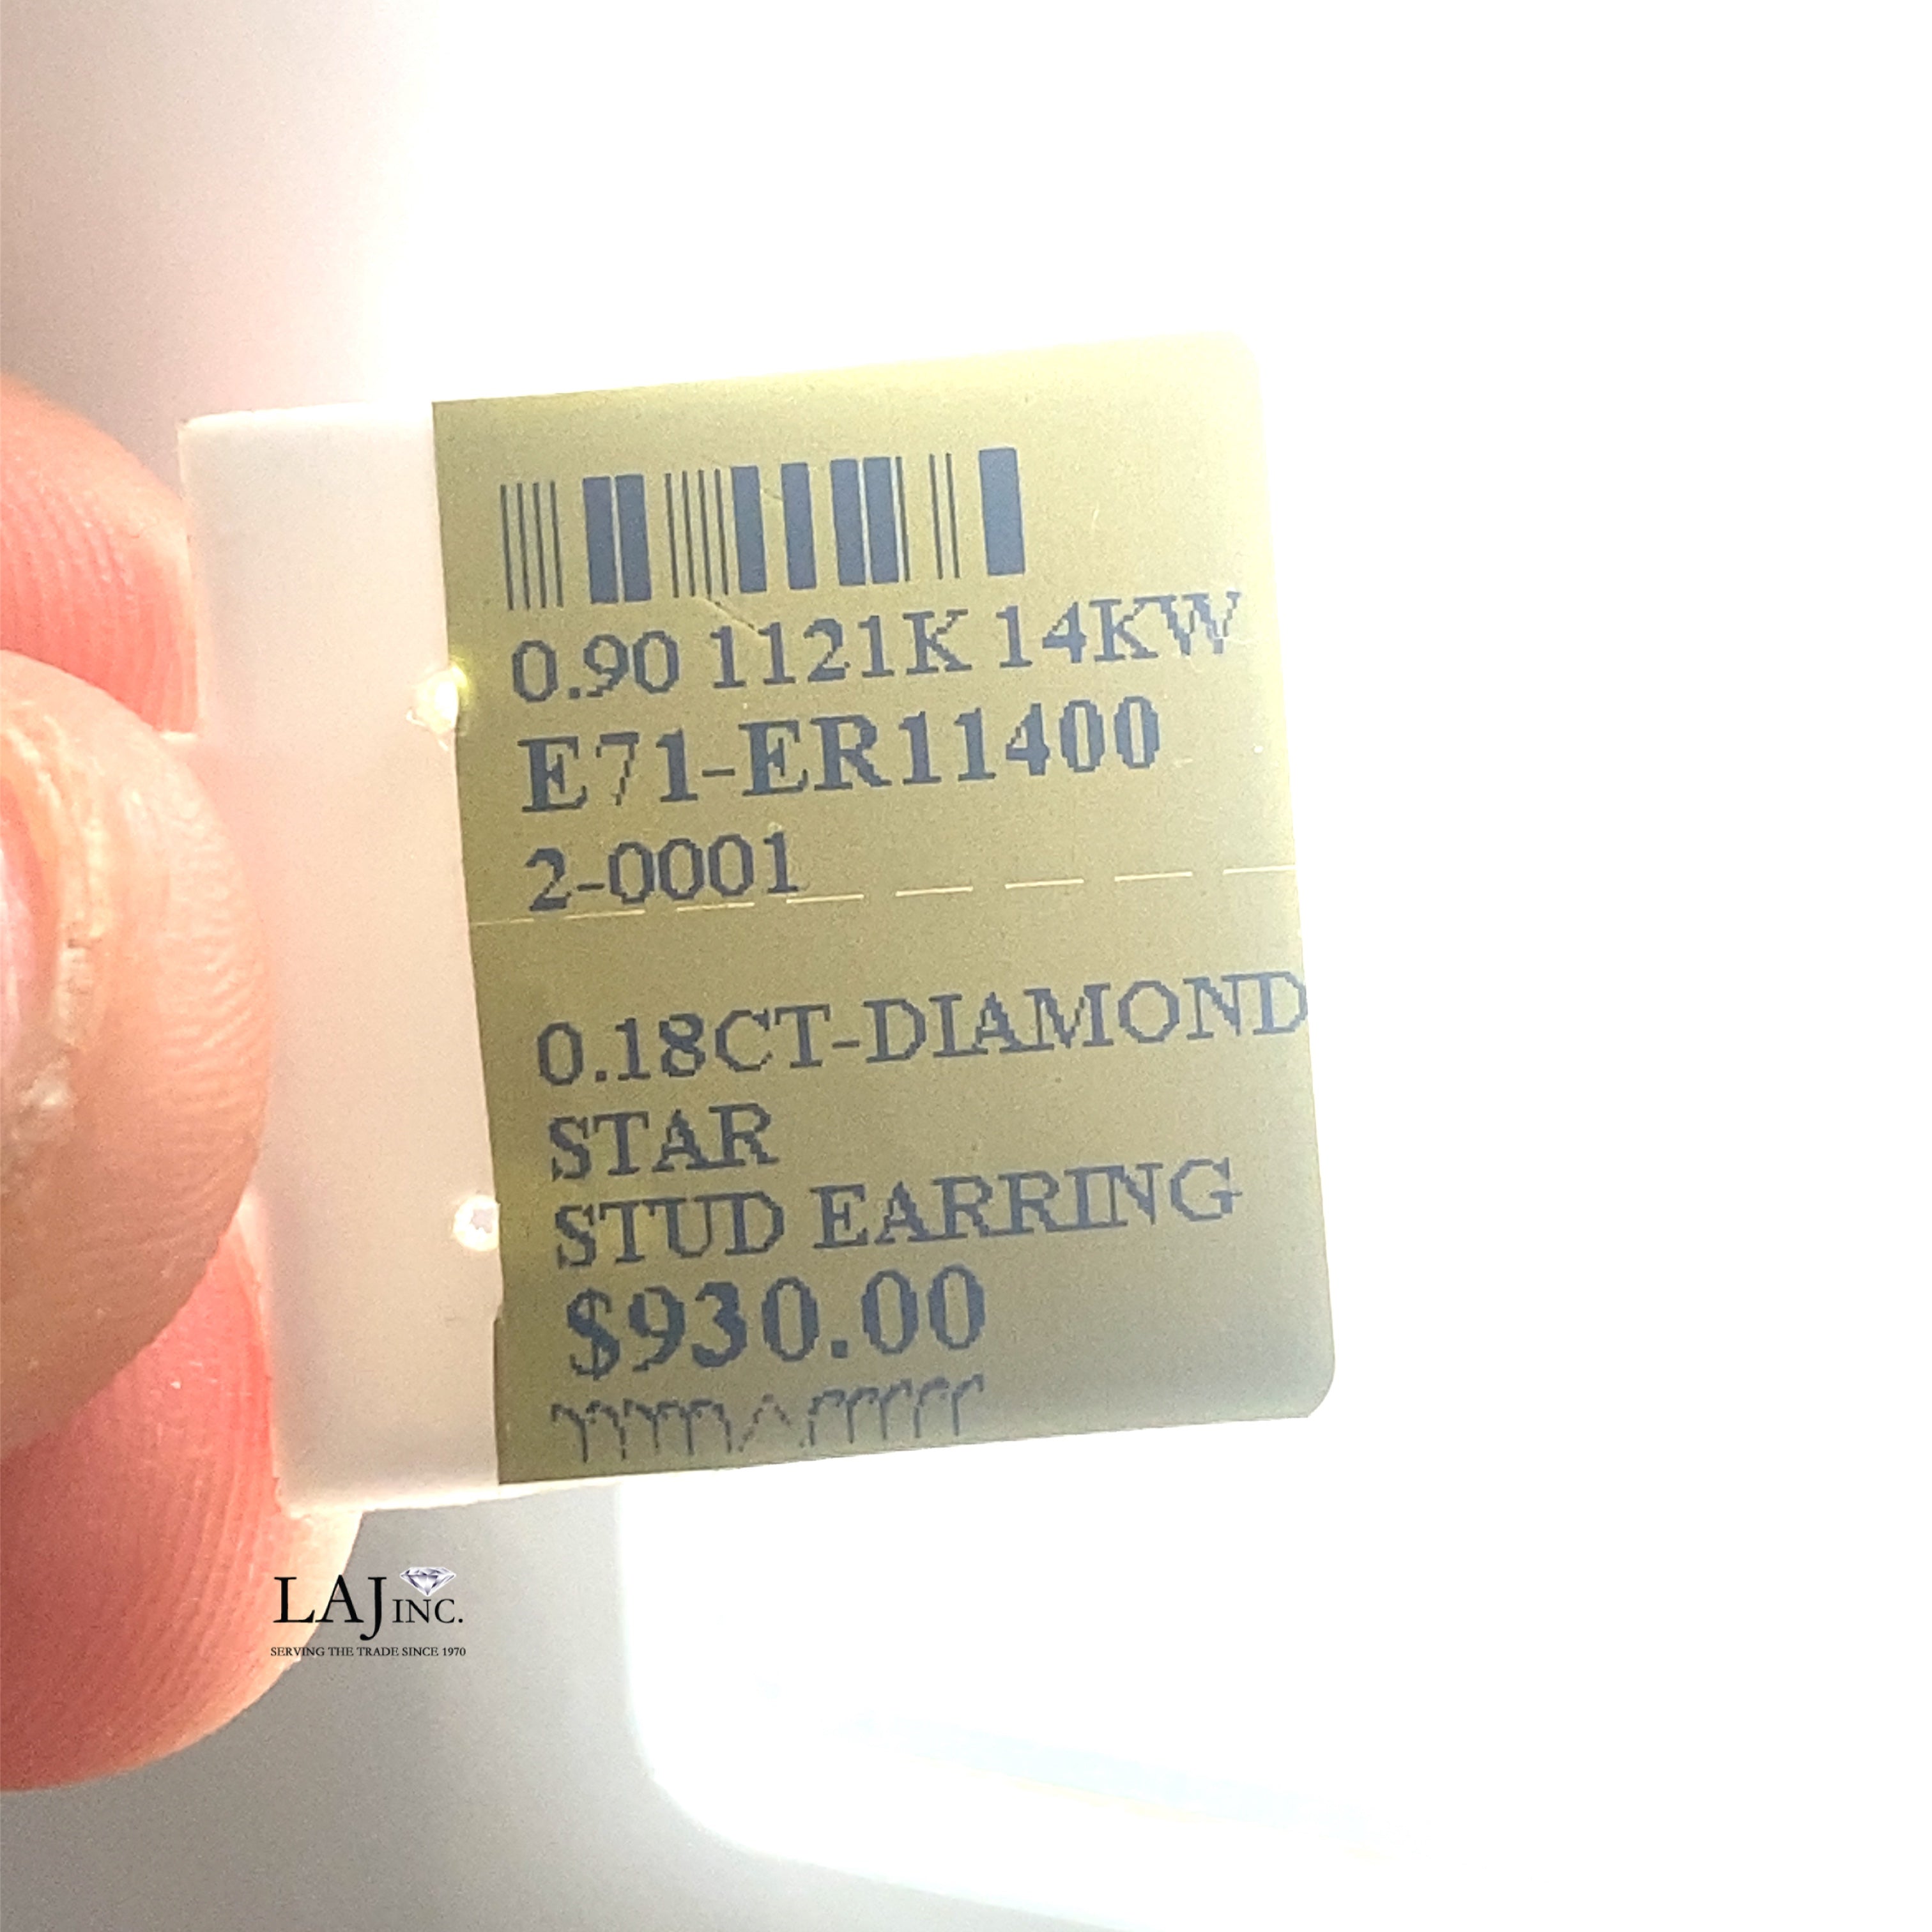 0.90 1121K 14KW
E71-ER11400
2-0001
0.18CT-DIAMOND
STAR
STUD EARRING
$930.00
LAJ INC.
SERVING THE TRADE SINCE 1970